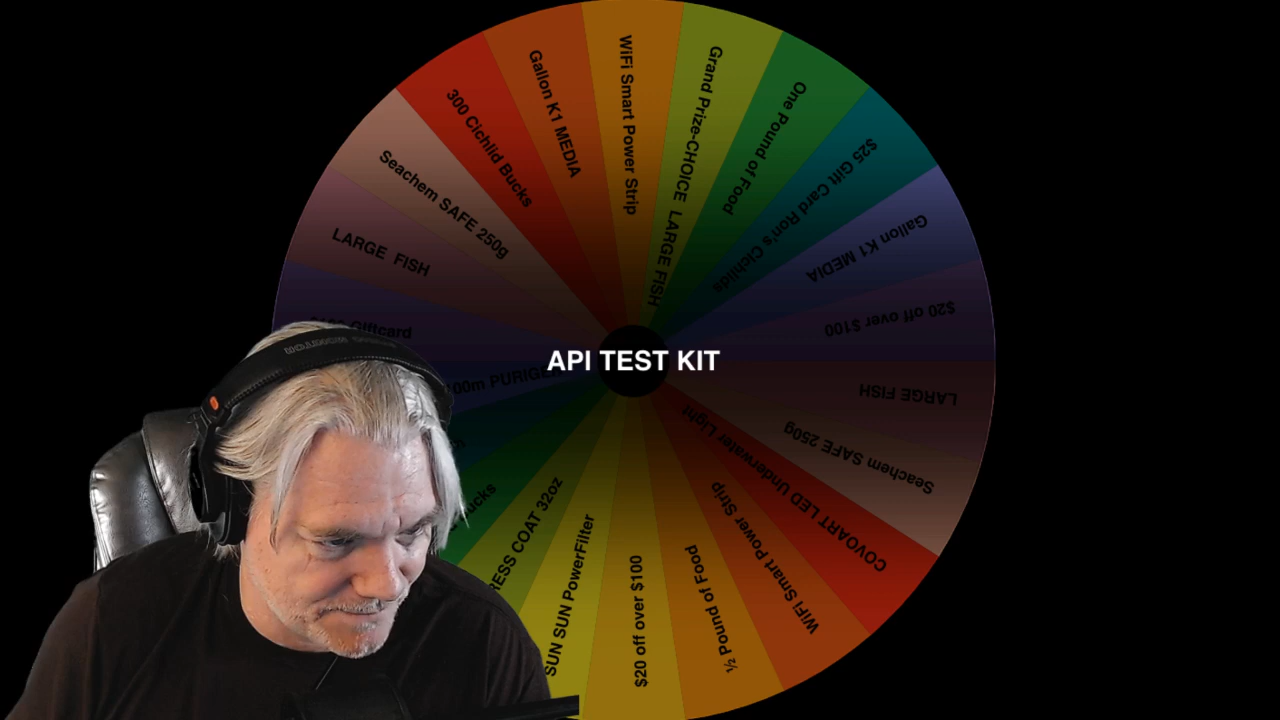 WiFi Smart Power Strip
Grand Prize-CHOICE LARGE FISH
One Pound of Food
$25 Gift Card Ron's Cichlids
Gallon K1 MEDIA
$20 off over $100
LARGE FISH
Seachem SAFE 250g
COVOART LED Underwater Light
WiFi Smart Power Strip
½ Pound of Food
$20 off over $100
SUN SUN PowerFilter
COAT 32oz
PURIGEN
Giftcard
LARGE FISH
Seachem SAFE 250g
300 Cichlid Bucks
Gallon K1 MEDIA
API TEST KIT